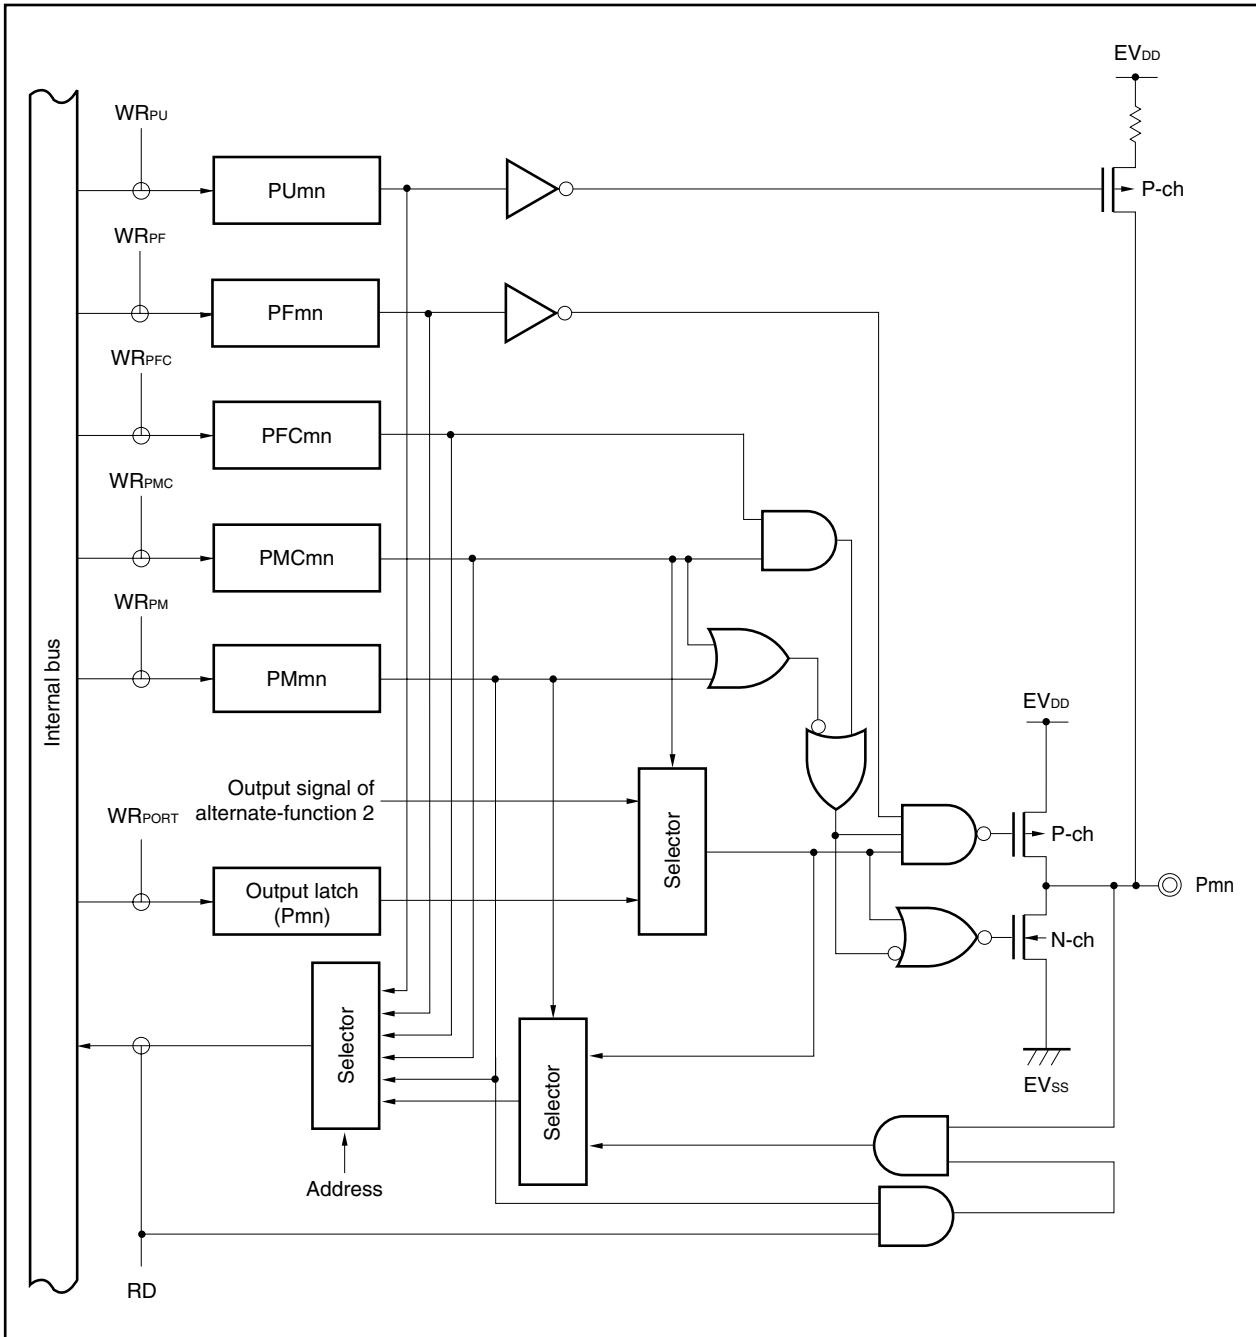 EVDD
WRPU
PUmn
P-ch
WRPF
PFmn
WRPFC
PFCmn
WRPMC
PMCmn
WRPM
PMmn
Internal bus
EVDD
Output signal of
alternate-function 2
WRPORT
Selector
P-ch
Output latch
(Pmn)
Pmn
N-ch
Selector
Selector
EVSS
Address
RD